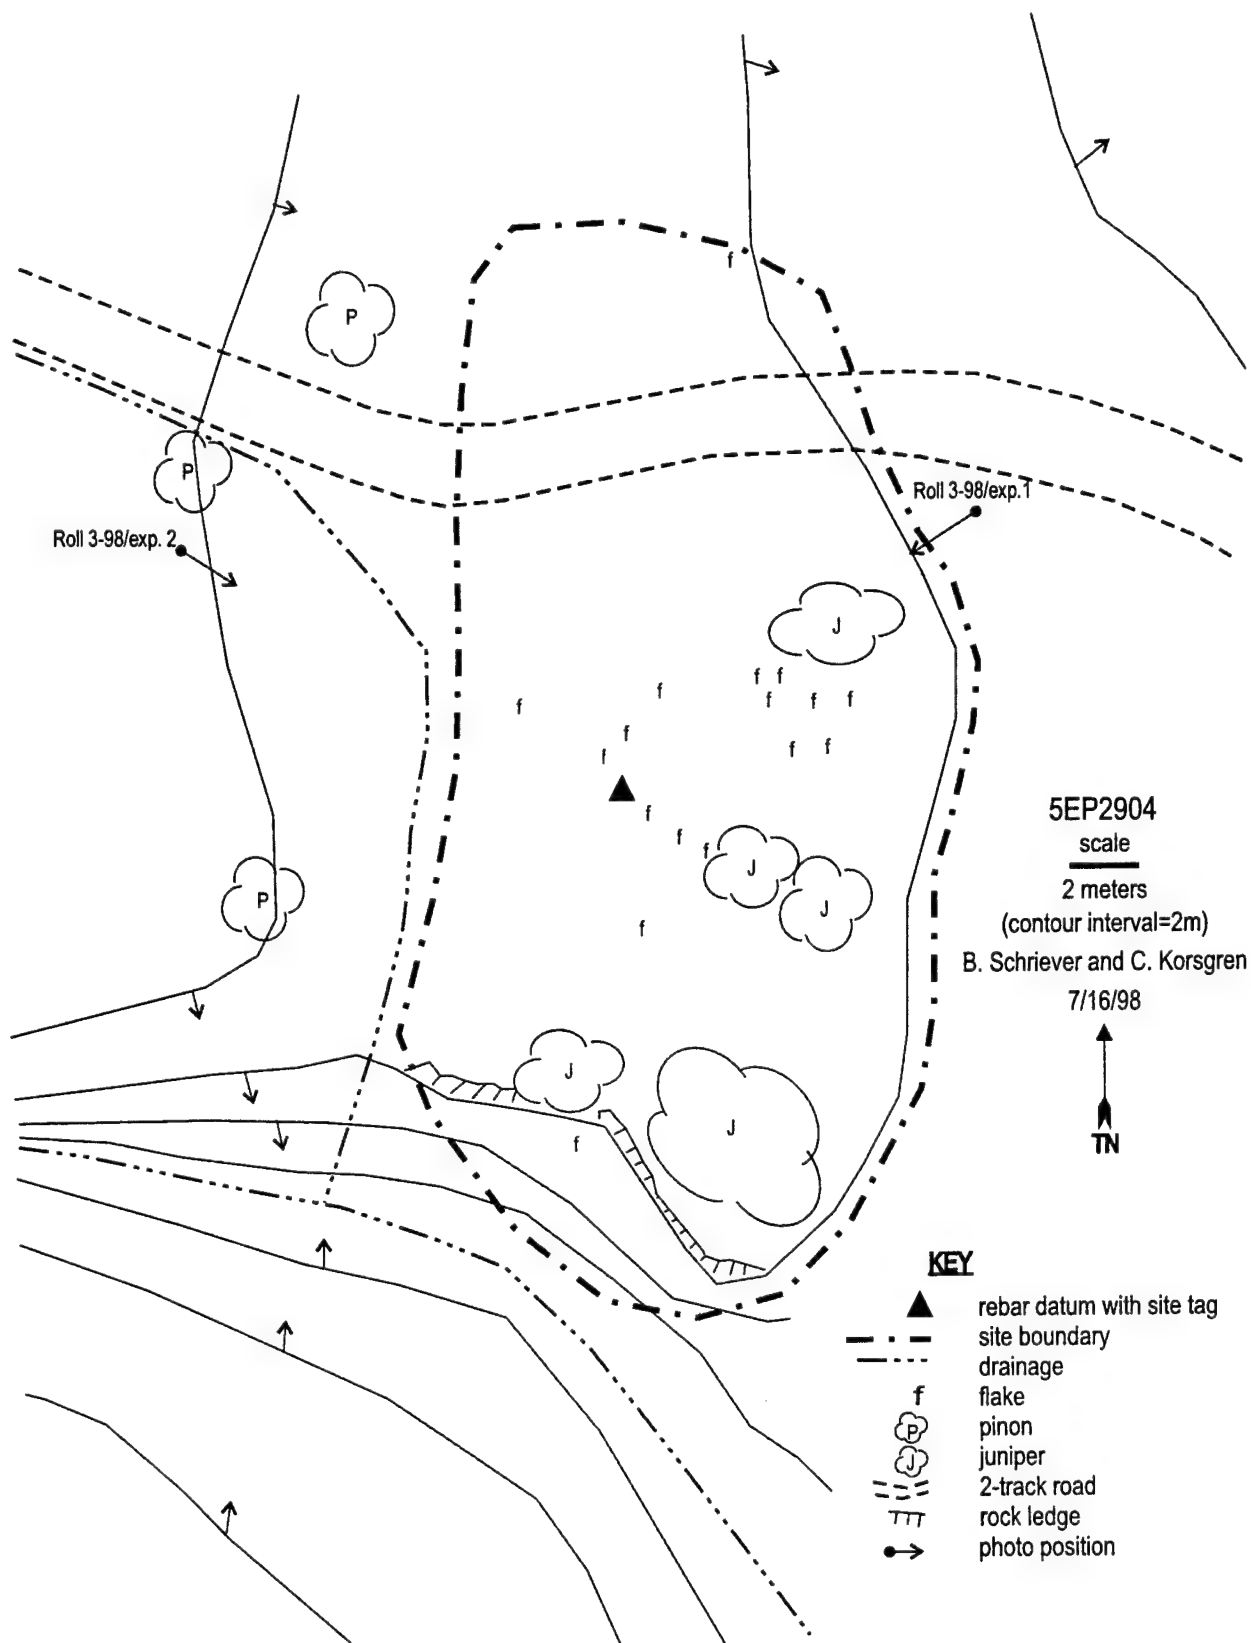 f
P
P
Roll 3-98/exp.1
Roll 3-98/exp. 2
J
f f
f
f
f f f
f
f
f f
5EP2904
scale
f
f
f
J
2 meters
P
J
(contour interval=2m)
f
B. Schriever and C. Korsgren
7/16/98
J
J
f
TN
KEY
rebar datum with site tag
site boundary
drainage
f flake
P pinon
J juniper
2-track road
rock ledge
photo position